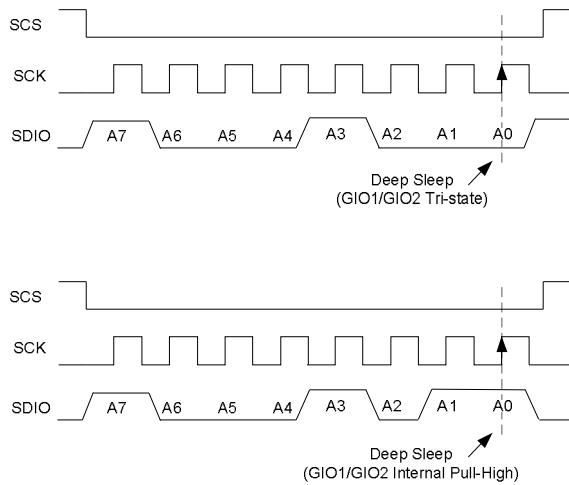 SCS
SCK
SDIO A7 A6 A5 A4 A3 A2 A1 A0
Deep Sleep
(GIO1/GIO2 Tri-state)
SCS
SCK
SDIO A7 A6 A5 A4 A3 A2 A1 A0
Deep Sleep
(GIO1/GIO2 Internal Pull-High)